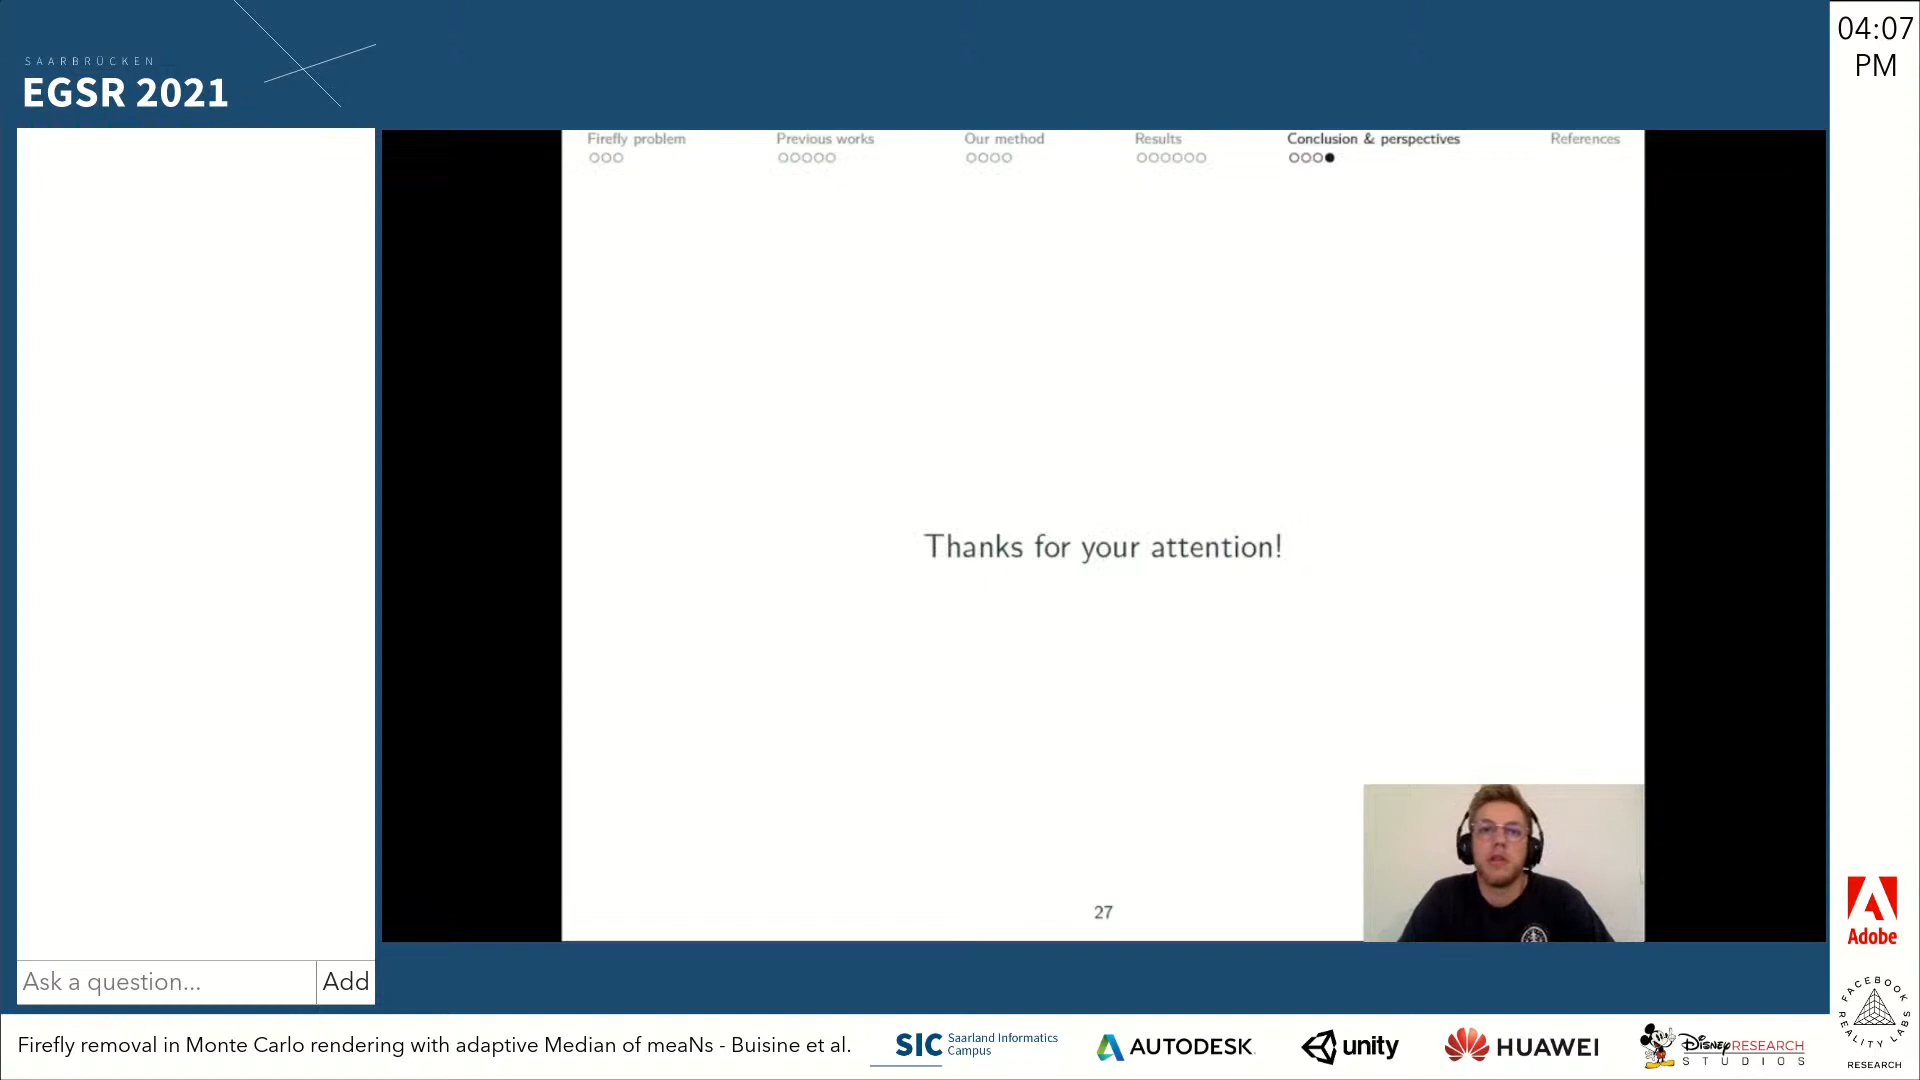 SAARBRÜCKEN
EGSR 2021
04:07
PM
Firefly problem
Previous works
Our method
Results
Conclusion & perspectives
References
Thanks for your attention!
27
Ask a question...
Add
Adobe
FACEBOOK REALITY LABS
RESEARCH
Firefly removal in Monte Carlo rendering with adaptive Median of meaNs - Buisine et al.
SIC Saarland Informatics
Campus
AUTODESK
unity
HUAWEI
Disney RESEARCH
STUDIOS